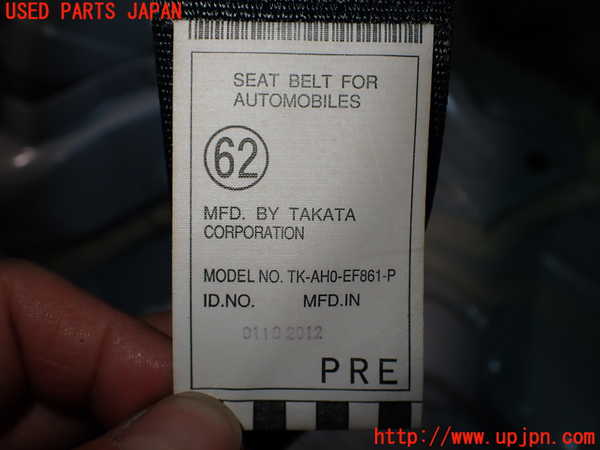 USED PARTS JAPAN
SEAT BELT FOR
AUTOMOBILES
62
MFD. BY TAKATA
CORPORATION
MODEL NO. TK-AH0-EF861-P
ID.NO. MFD.IN
0110 2012
PRE
http://www.upjpn.com